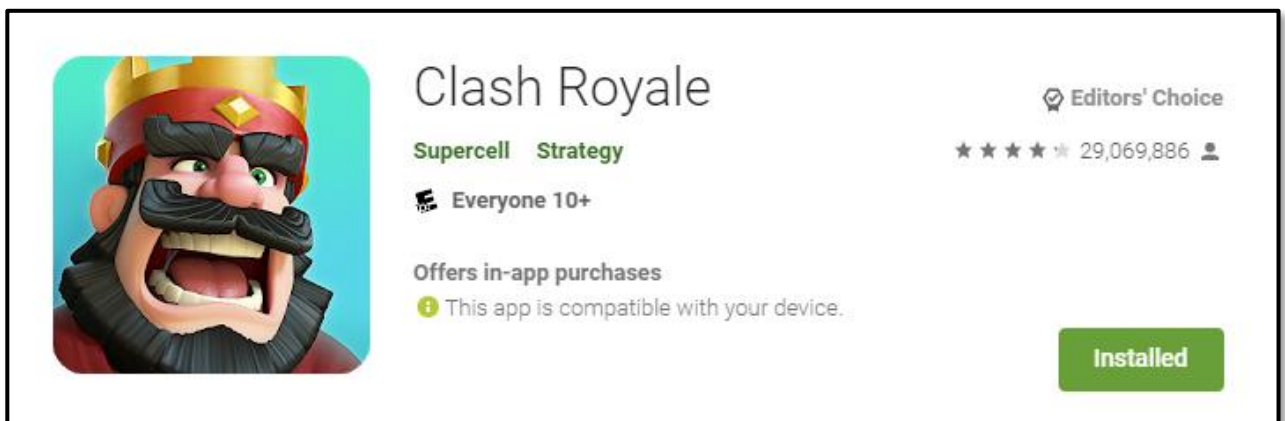 Clash Royale
Editors' Choice
Supercell Strategy
29,069,886
Everyone 10+
Offers in-app purchases
This app is compatible with your device.
Installed